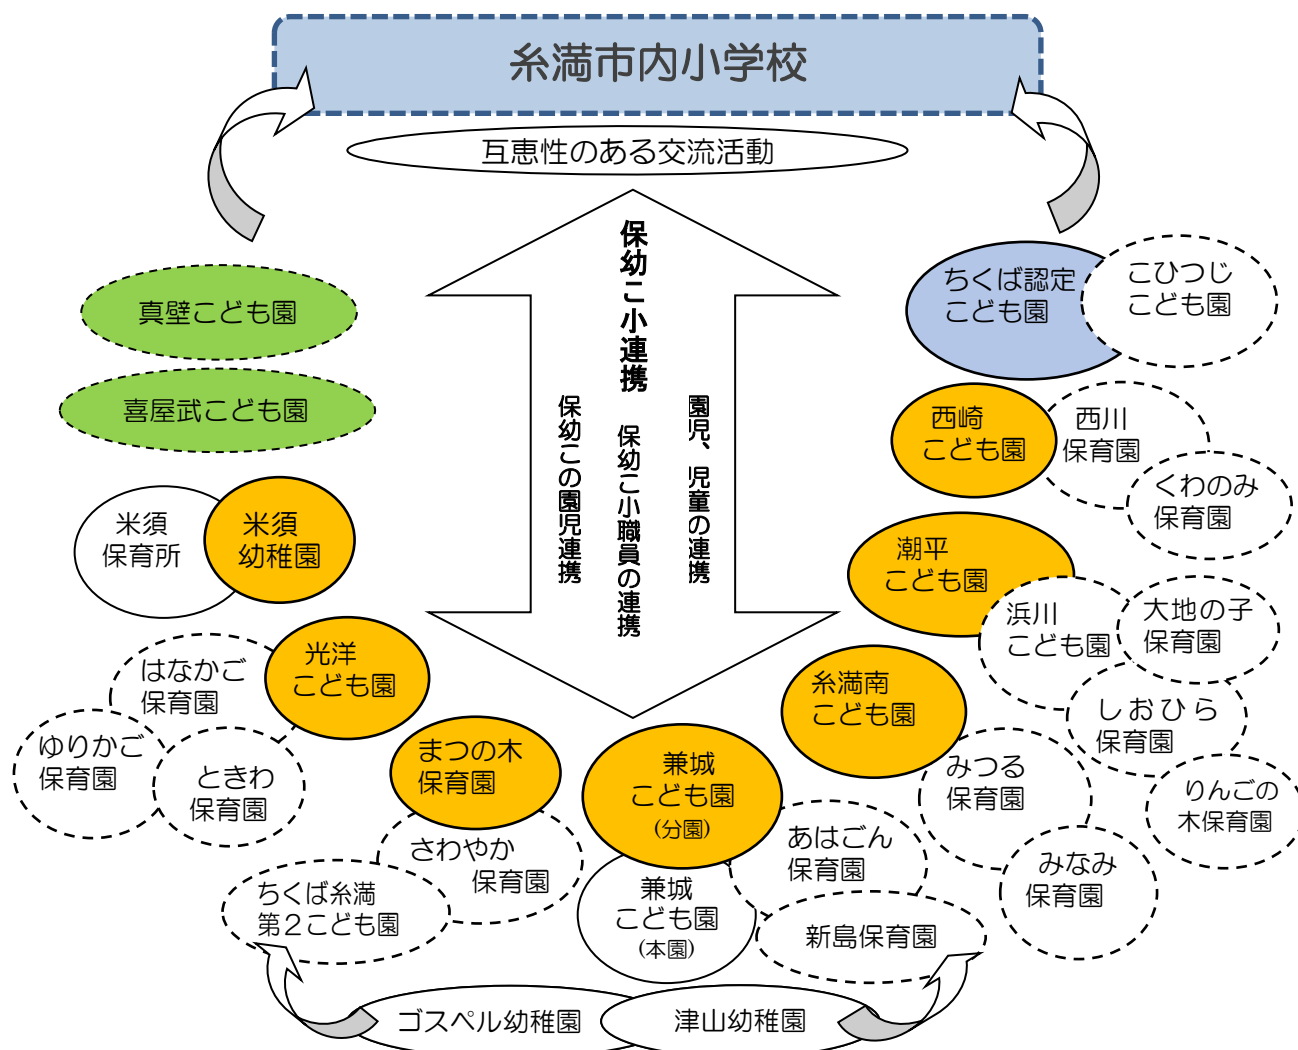 糸満市内小学校
互恵性のある交流活動
保幼こ小連携
保幼この園児連携
保幼こ小職員の連携
園児、児童の連携
真壁こども園
喜屋武こども園
米須
保育所
米須
幼稚園
光洋
こども園
はなかご
保育園
ゆりかご
保育園
ときわ
保育園
まつの木
保育園
さわやか
保育園
ちくば糸満
第２こども園
兼城
こども園
(分園)
兼城
こども園
(本園)
あはごん
保育園
新島保育園
ゴスペル幼稚園
津山幼稚園
ちくば認定
こども園
こひつじ
こども園
西崎
こども園
西川
保育園
くわのみ
保育園
潮平
こども園
浜川
こども園
大地の子
保育園
しおひら
保育園
りんごの
木保育園
糸満南
こども園
みつる
保育園
みなみ
保育園